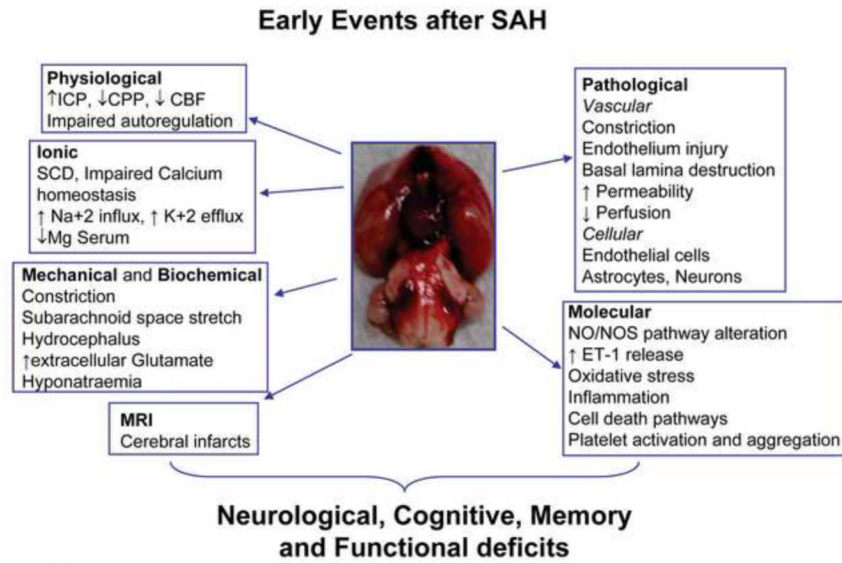 Early Events after SAH
Physiological
↑ICP, ↓CPP, ↓ CBF
Impaired autoregulation
Ionic
SCD, Impaired Calcium
homeostasis
↑ Na+2 influx, ↑ K+2 efflux
↓Mg Serum
Mechanical and Biochemical
Constriction
Subarachnoid space stretch
Hydrocephalus
↑extracellular Glutamate
Hyponatraemia
MRI
Cerebral infarcts
Pathological
Vascular
Constriction
Endothelium injury
Basal lamina destruction
↑ Permeability
↓ Perfusion
Cellular
Endothelial cells
Astrocytes, Neurons
Molecular
NO/NOS pathway alteration
↑ ET-1 release
Oxidative stress
Inflammation
Cell death pathways
Platelet activation and aggregation
Neurological, Cognitive, Memory
and Functional deficits